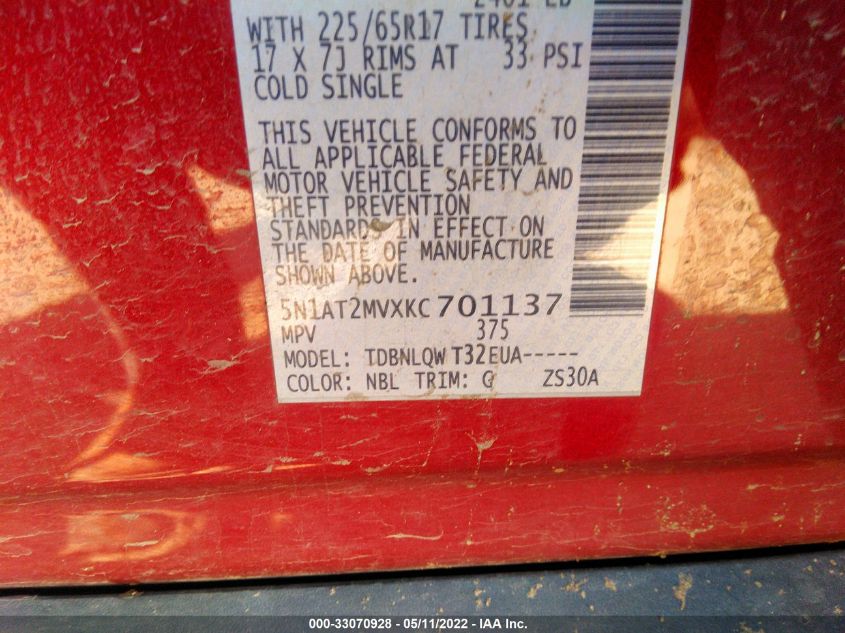 WITH 225/65R17 TIRES
17 X 7J RIMS AT 33 PSI
COLD SINGLE
THIS VEHICLE CONFORMS TO
ALL APPLICABLE FEDERAL
MOTOR VEHICLE SAFETY AND
THEFT PREVENTION
STANDARDS IN EFFECT ON
THE DATE OF MANUFACTURE
SHOWN ABOVE.
5N1AT2MVXKC701137
MPV 375
MODEL: TDBNLQW T32EUA-----
COLOR: NBL TRIM: G ZS30A
000-33070928 - 05/11/2022 - IAA Inc.